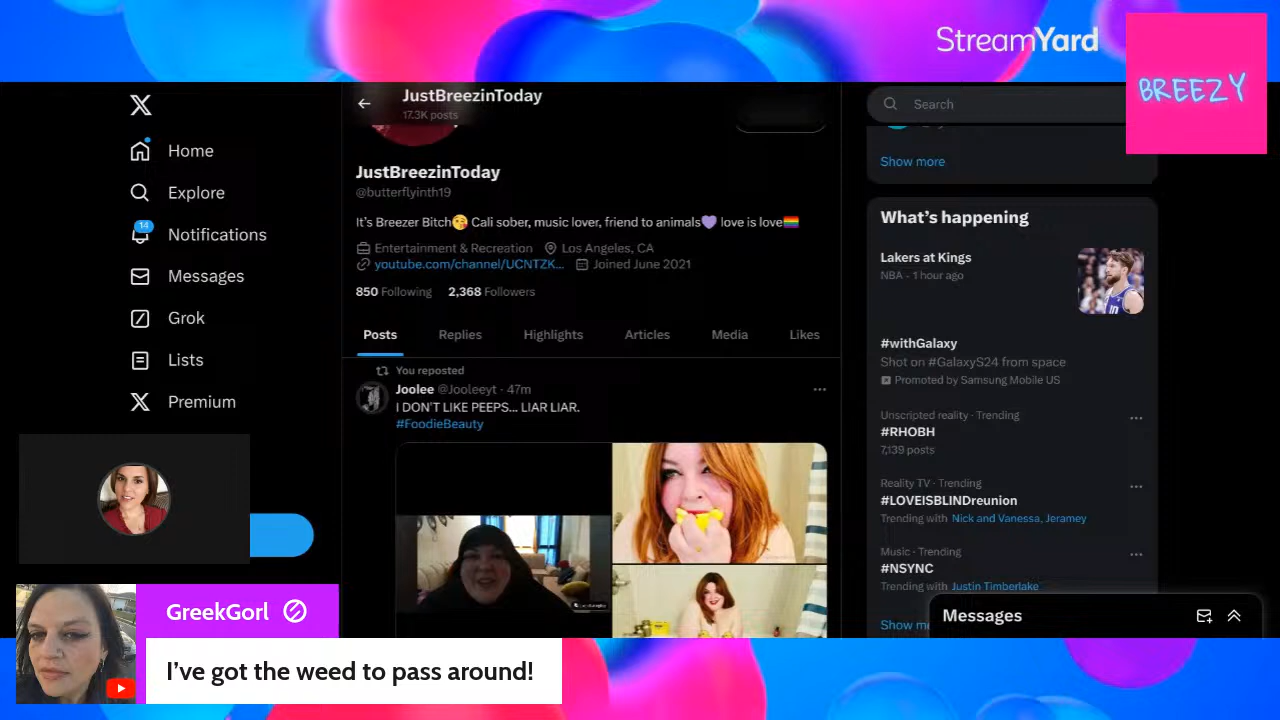 StreamYard
BREEZY
JustBreezinToday
17.3K posts
Search
Home
Explore
14
Notifications
Messages
Grok
Lists
Premium
JustBreezinToday
@butterflyinth19
It's Breezer Bitch😘 Cali sober, music lover, friend to animals💜 love is love🏳️‍🌈
Entertainment & Recreation Los Angeles, CA
youtube.com/channel/UCNTZK... Joined June 2021
850 Following 2,368 Followers
Posts Replies Highlights Articles Media Likes
You reposted
Joolee @Jooleeyt · 47m
I DON'T LIKE PEEPS... LIAR LIAR.
#FoodieBeauty
Show more
What's happening
Lakers at Kings
NBA · 1 hour ago
#withGalaxy
Shot on #GalaxyS24 from space
Promoted by Samsung Mobile US
Unscripted reality · Trending
#RHOBH
7,139 posts
Reality TV · Trending
#LOVEISBLINDreunion
Trending with Nick and Vanessa, Jeramey
Music · Trending
#NSYNC
Trending with Justin Timberlake
Show
Messages
GreekGorl
I've got the weed to pass around!